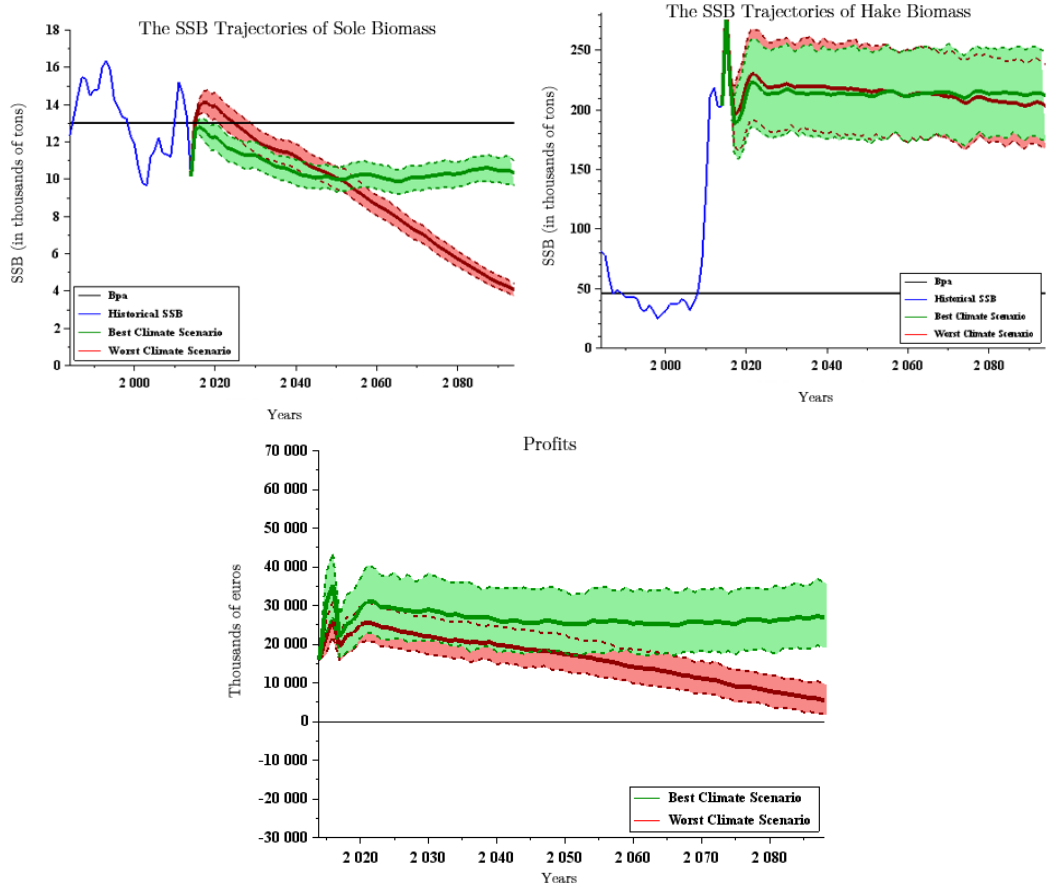 The SSB Trajectories of Sole Biomass
SSB (in thousands of tons)
18
16
14
12
10
8
6
4
2
0
Bpa
Historical SSB
Best Climate Scenario
Worst Climate Scenario
2 000
2 020
2 040
2 060
2 080
Years
The SSB Trajectories of Hake Biomass
SSB (in thousands of tons)
250
200
150
100
50
0
Bpa
Historical SSB
Best Climate Scenario
Worst Climate Scenario
2 000
2 020
2 040
2 060
2 080
Years
Profits
Thousands of euros
70 000
60 000
50 000
40 000
30 000
20 000
10 000
0
-10 000
-20 000
-30 000
Best Climate Scenario
Worst Climate Scenario
2 020
2 030
2 040
2 050
2 060
2 070
2 080
Years